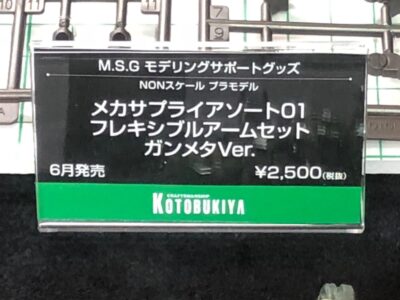 M.S.G モデリングサポートグッズ
NONスケール プラモデル
メカサプライアソート01
フレキシブルアームセット
ガンメタVer.
6月発売 ¥2,500(税抜)
CRAFTSMANSHIP
KOTOBUKIYA